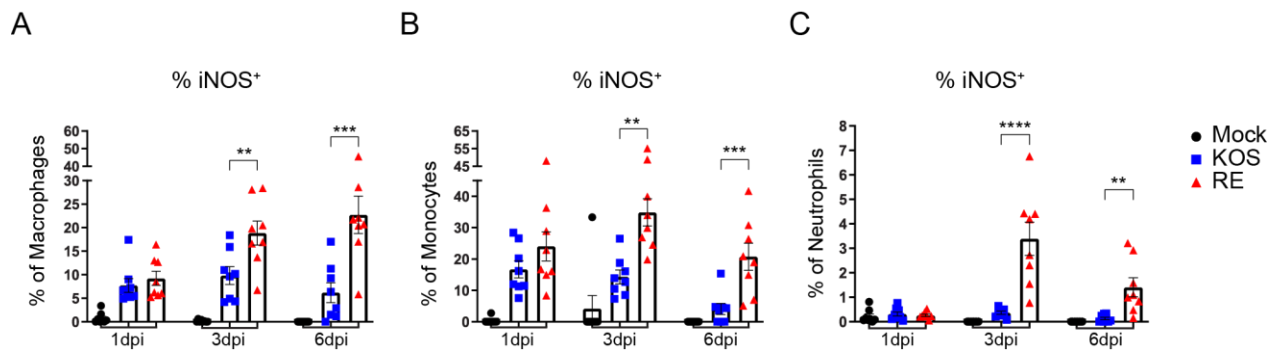 A
B
C
% iNOS⁺
% iNOS⁺
% iNOS⁺
% of Macrophages
60
50
40
30
25
20
15
10
5
0
**
***
1dpi
3dpi
6dpi
% of Monocytes
65
55
45
40
30
20
10
0
**
***
1dpi
3dpi
6dpi
% of Neutrophils
8
7
6
5
4
3
2
1
0
****
**
1dpi
3dpi
6dpi
Mock
KOS
RE